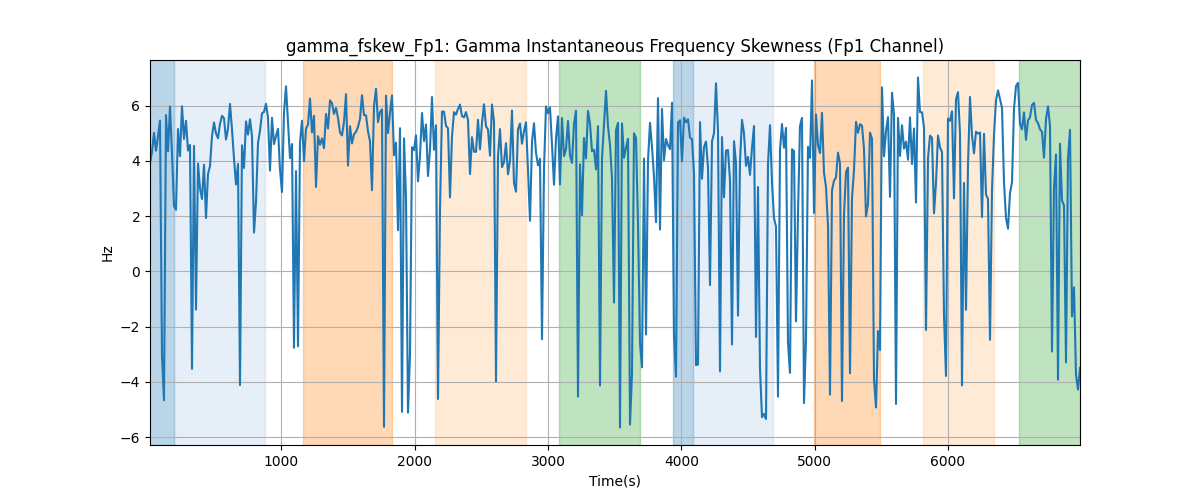 gamma_fskew_Fp1: Gamma Instantaneous Frequency Skewness (Fp1 Channel)
6
4
2
0
−2
−4
−6
Hz
1000 2000 3000 4000 5000 6000
Time(s)